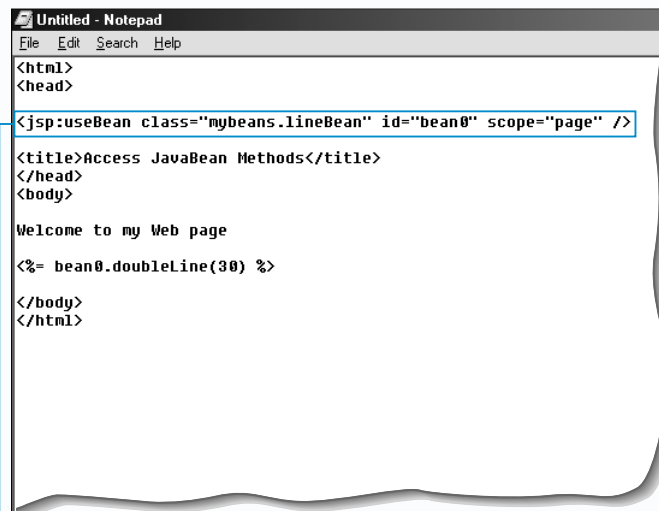 Untitled - Notepad
File Edit Search Help
<html>
<head>
<jsp:useBean class="mybeans.lineBean" id="bean0" scope="page" />
<title>Access JavaBean Methods</title>
</head>
<body>
Welcome to my Web page
<%= bean0.doubleLine(30) %>
</body>
</html>